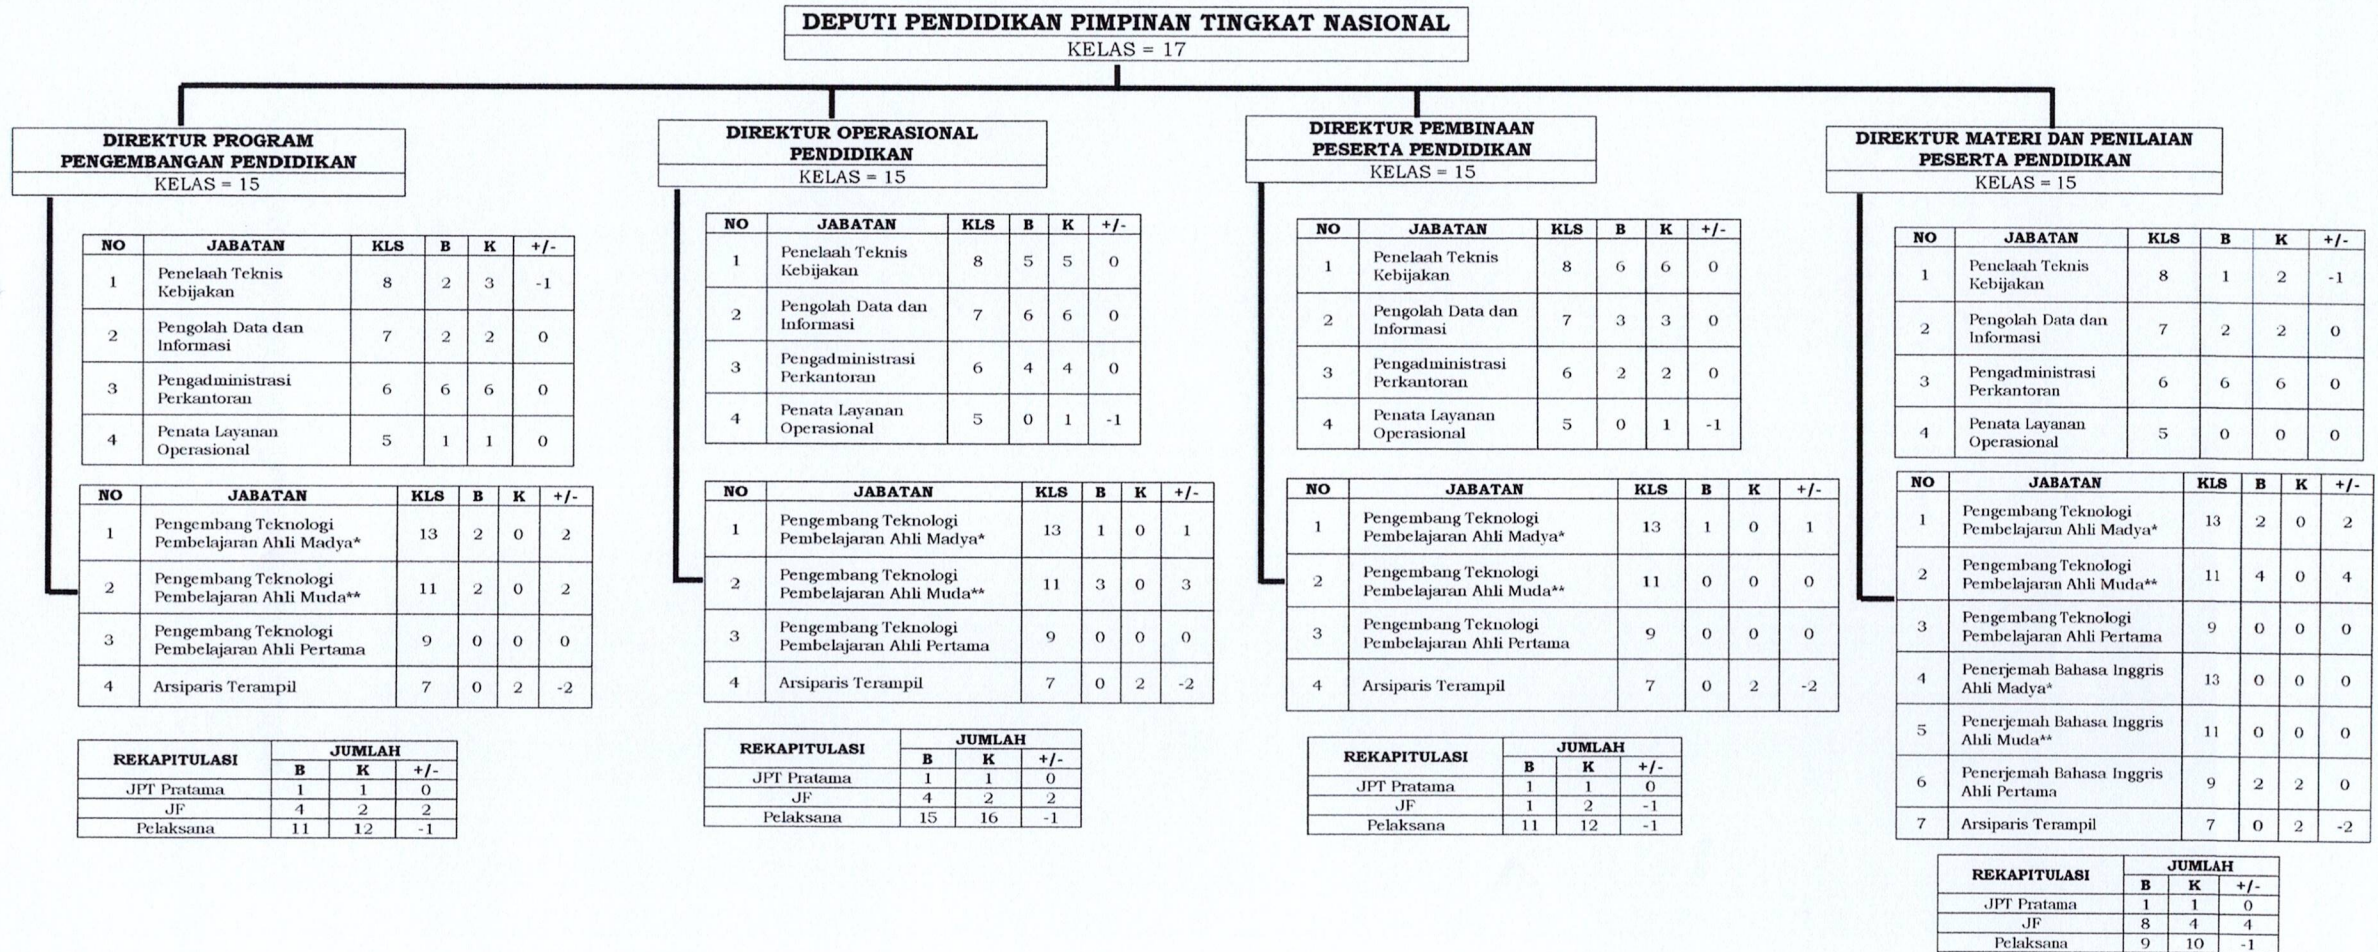 DEPUTI PENDIDIKAN PIMPINAN TINGKAT NASIONAL
KELAS = 17
DIREKTUR PROGRAM
PENGEMBANGAN PENDIDIKAN
KELAS = 15
NO JABATAN KLS B K +/-
1 Penelaah Teknis
Kebijakan 8 2 3 -1
2 Pengolah Data dan
Informasi 7 2 2 0
3 Pengadministrasi
Perkantoran 6 6 6 0
4 Penata Layanan
Operasional 5 1 1 0
NO JABATAN KLS B K +/-
1 Pengembang Teknologi
Pembelajaran Ahli Madya* 13 2 0 2
2 Pengembang Teknologi
Pembelajaran Ahli Muda** 11 2 0 2
3 Pengembang Teknologi
Pembelajaran Ahli Pertama 9 0 0 0
4 Arsiparis Terampil 7 0 2 -2
REKAPITULASI JUMLAH
B K +/-
JPT Pratama 1 1 0
JF 4 2 2
Pelaksana 11 12 -1
DIREKTUR OPERASIONAL
PENDIDIKAN
KELAS = 15
NO JABATAN KLS B K +/-
1 Penelaah Teknis
Kebijakan 8 5 5 0
2 Pengolah Data dan
Informasi 7 6 6 0
3 Pengadministrasi
Perkantoran 6 4 4 0
4 Penata Layanan
Operasional 5 0 1 -1
NO JABATAN KLS B K +/-
1 Pengembang Teknologi
Pembelajaran Ahli Madya* 13 1 0 1
2 Pengembang Teknologi
Pembelajaran Ahli Muda** 11 3 0 3
3 Pengembang Teknologi
Pembelajaran Ahli Pertama 9 0 0 0
4 Arsiparis Terampil 7 0 2 -2
REKAPITULASI JUMLAH
B K +/-
JPT Pratama 1 1 0
JF 4 2 2
Pelaksana 15 16 -1
DIREKTUR PEMBINAAN
PESERTA PENDIDIKAN
KELAS = 15
NO JABATAN KLS B K +/-
1 Penelaah Teknis
Kebijakan 8 6 6 0
2 Pengolah Data dan
Informasi 7 3 3 0
3 Pengadministrasi
Perkantoran 6 2 2 0
4 Penata Layanan
Operasional 5 0 1 -1
NO JABATAN KLS B K +/-
1 Pengembang Teknologi
Pembelajaran Ahli Madya* 13 1 0 1
2 Pengembang Teknologi
Pembelajaran Ahli Muda** 11 0 0 0
3 Pengembang Teknologi
Pembelajaran Ahli Pertama 9 0 0 0
4 Arsiparis Terampil 7 0 2 -2
REKAPITULASI JUMLAH
B K +/-
JPT Pratama 1 1 0
JF 1 2 -1
Pelaksana 11 12 -1
DIREKTUR MATERI DAN PENILAIAN
PESERTA PENDIDIKAN
KELAS = 15
NO JABATAN KLS B K +/-
1 Penelaah Teknis
Kebijakan 8 1 2 -1
2 Pengolah Data dan
Informasi 7 2 2 0
3 Pengadministrasi
Perkantoran 6 6 6 0
4 Penata Layanan
Operasional 5 0 0 0
NO JABATAN KLS B K +/-
1 Pengembang Teknologi
Pembelajaran Ahli Madya* 13 2 0 2
2 Pengembang Teknologi
Pembelajaran Ahli Muda** 11 4 0 4
3 Pengembang Teknologi
Pembelajaran Ahli Pertama 9 0 0 0
4 Penerjemah Bahasa Inggris
Ahli Madya* 13 0 0 0
5 Penerjemah Bahasa Inggris
Ahli Muda** 11 0 0 0
6 Penerjemah Bahasa Inggris
Ahli Pertama 9 2 2 0
7 Arsiparis Terampil 7 0 2 -2
REKAPITULASI JUMLAH
B K +/-
JPT Pratama 1 1 0
JF 8 4 4
Pelaksana 9 10 -1